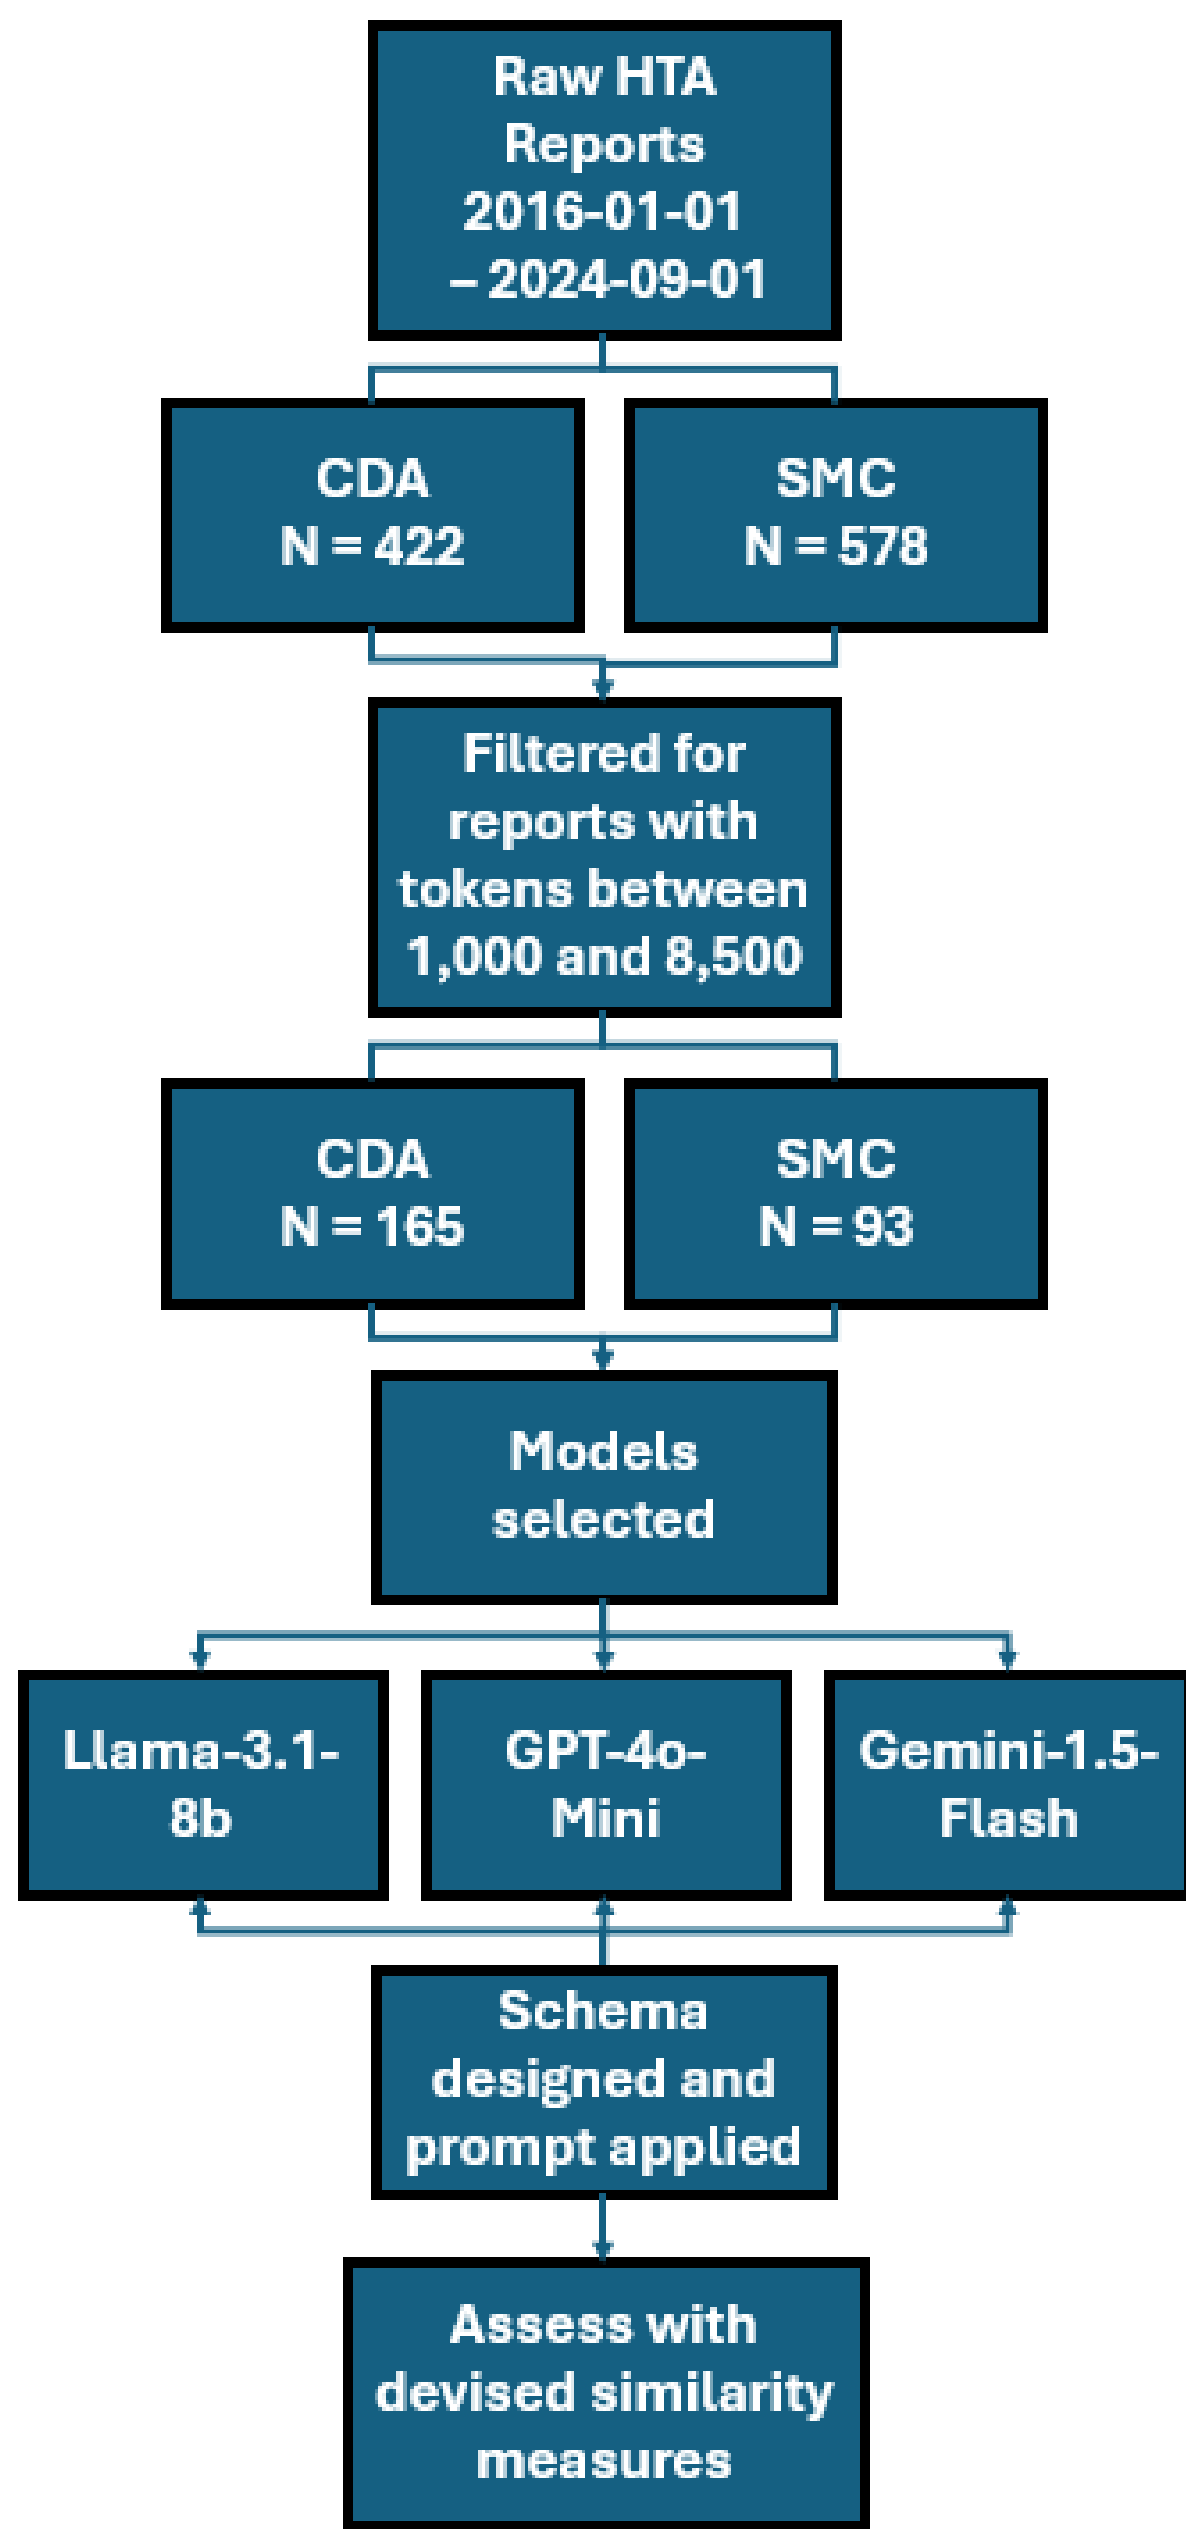 Raw HTA
Reports
2016-01-01
– 2024-09-01
CDA
N = 422
SMC
N = 578
Filtered for
reports with
tokens between
1,000 and 8,500
CDA
N = 165
SMC
N = 93
Models
selected
Llama-3.1-
8b
GPT-4o-
Mini
Gemini-1.5-
Flash
Schema
designed and
prompt applied
Assess with
devised similarity
measures